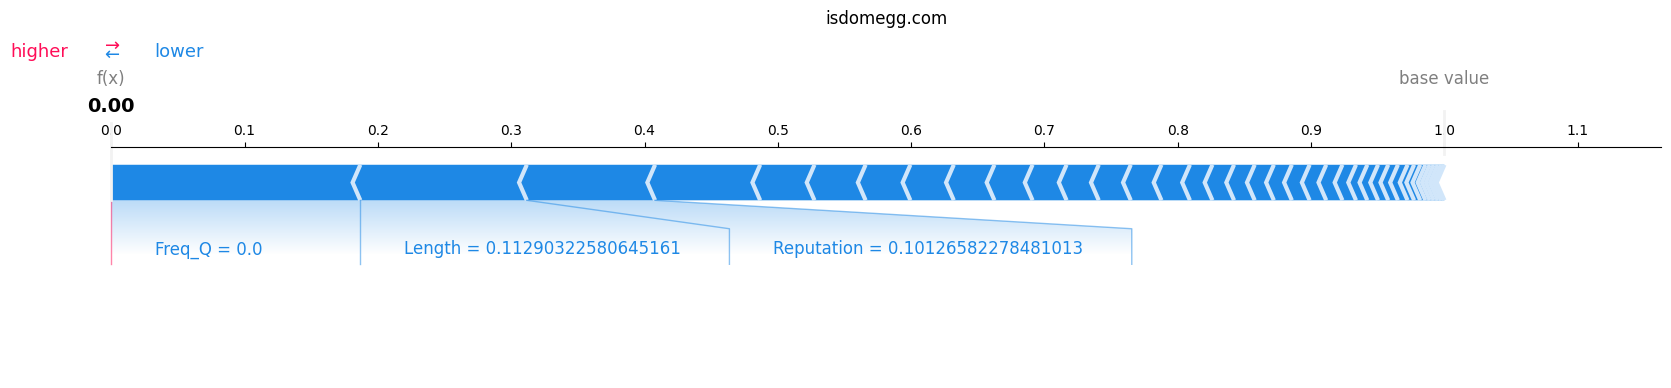 isdomegg.com
higher ⇄ lower
f(x) base value
0.00
0.0 0.1 0.2 0.3 0.4 0.5 0.6 0.7 0.8 0.9 1.0 1.1
Freq_Q = 0.0 Length = 0.11290322580645161 Reputation = 0.10126582278481013